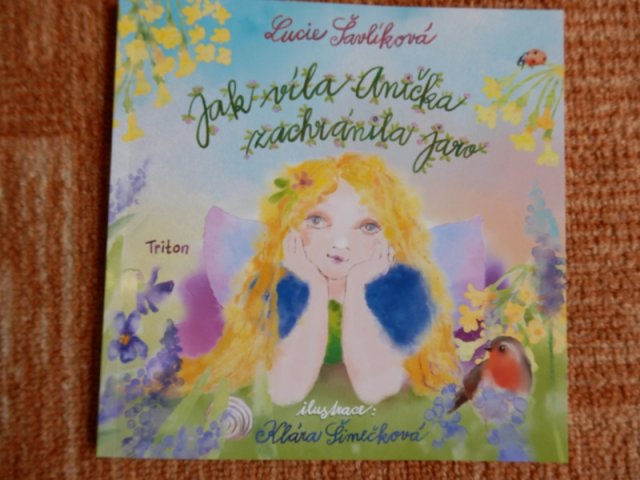 Lucie Šavlíková
Jak víla Anička
zachránila jaro
Triton
ilustrace:
Klára Šimečková